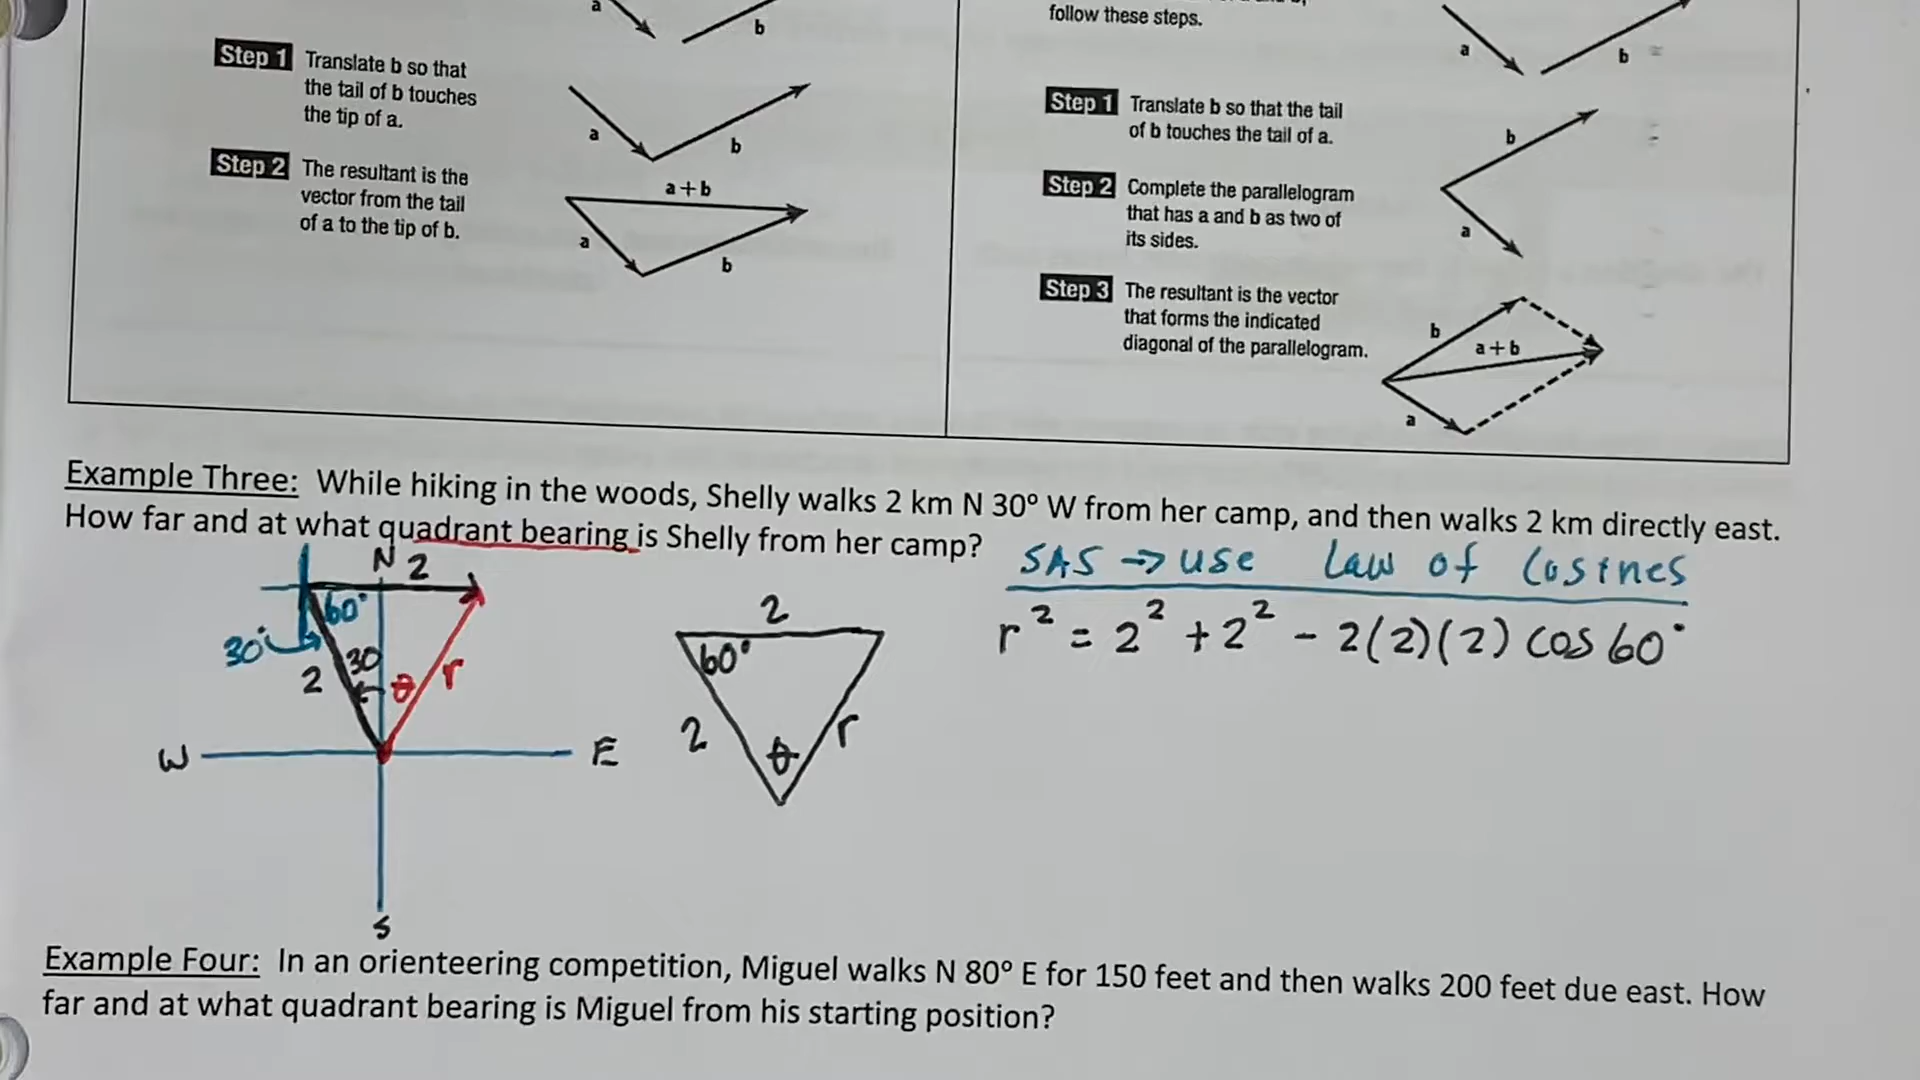 a
b
Step 1 Translate b so that
the tail of b touches
the tip of a.
a
b
Step 2 The resultant is the
vector from the tail
of a to the tip of b.
a+b
a
b
follow these steps.
a
b
Step 1 Translate b so that the tail
of b touches the tail of a.
b
a
Step 2 Complete the parallelogram
that has a and b as two of
its sides.
Step 3 The resultant is the vector
that forms the indicated
diagonal of the parallelogram.
b
a+b
a
Example Three: While hiking in the woods, Shelly walks 2 km N 30° W from her camp, and then walks 2 km directly east.
How far and at what quadrant bearing is Shelly from her camp?
SAS → use Law of Cosines
r² = 2² + 2² - 2(2)(2) cos 60°
N 2
60°
30°
2
30
θ
r
W
E
S
2
60°
2
r
θ
Example Four: In an orienteering competition, Miguel walks N 80° E for 150 feet and then walks 200 feet due east. How
far and at what quadrant bearing is Miguel from his starting position?